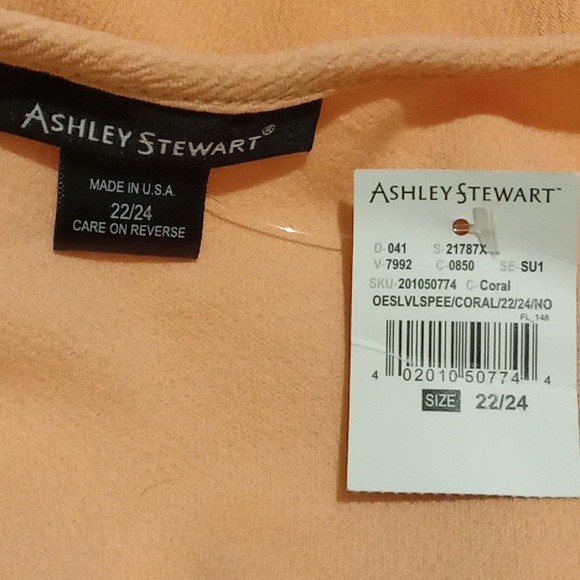 ASHLEY STEWART®
MADE IN U.S.A.
22/24
CARE ON REVERSE
ASHLEY STEWART™
D-041 S-21787X
V-7992 C-0850 SE-SU1
SKU-201050774 C-Coral
OESLVLSPEE/CORAL/22/24/NO
FL_148
4 02010 50774 4
SIZE 22/24